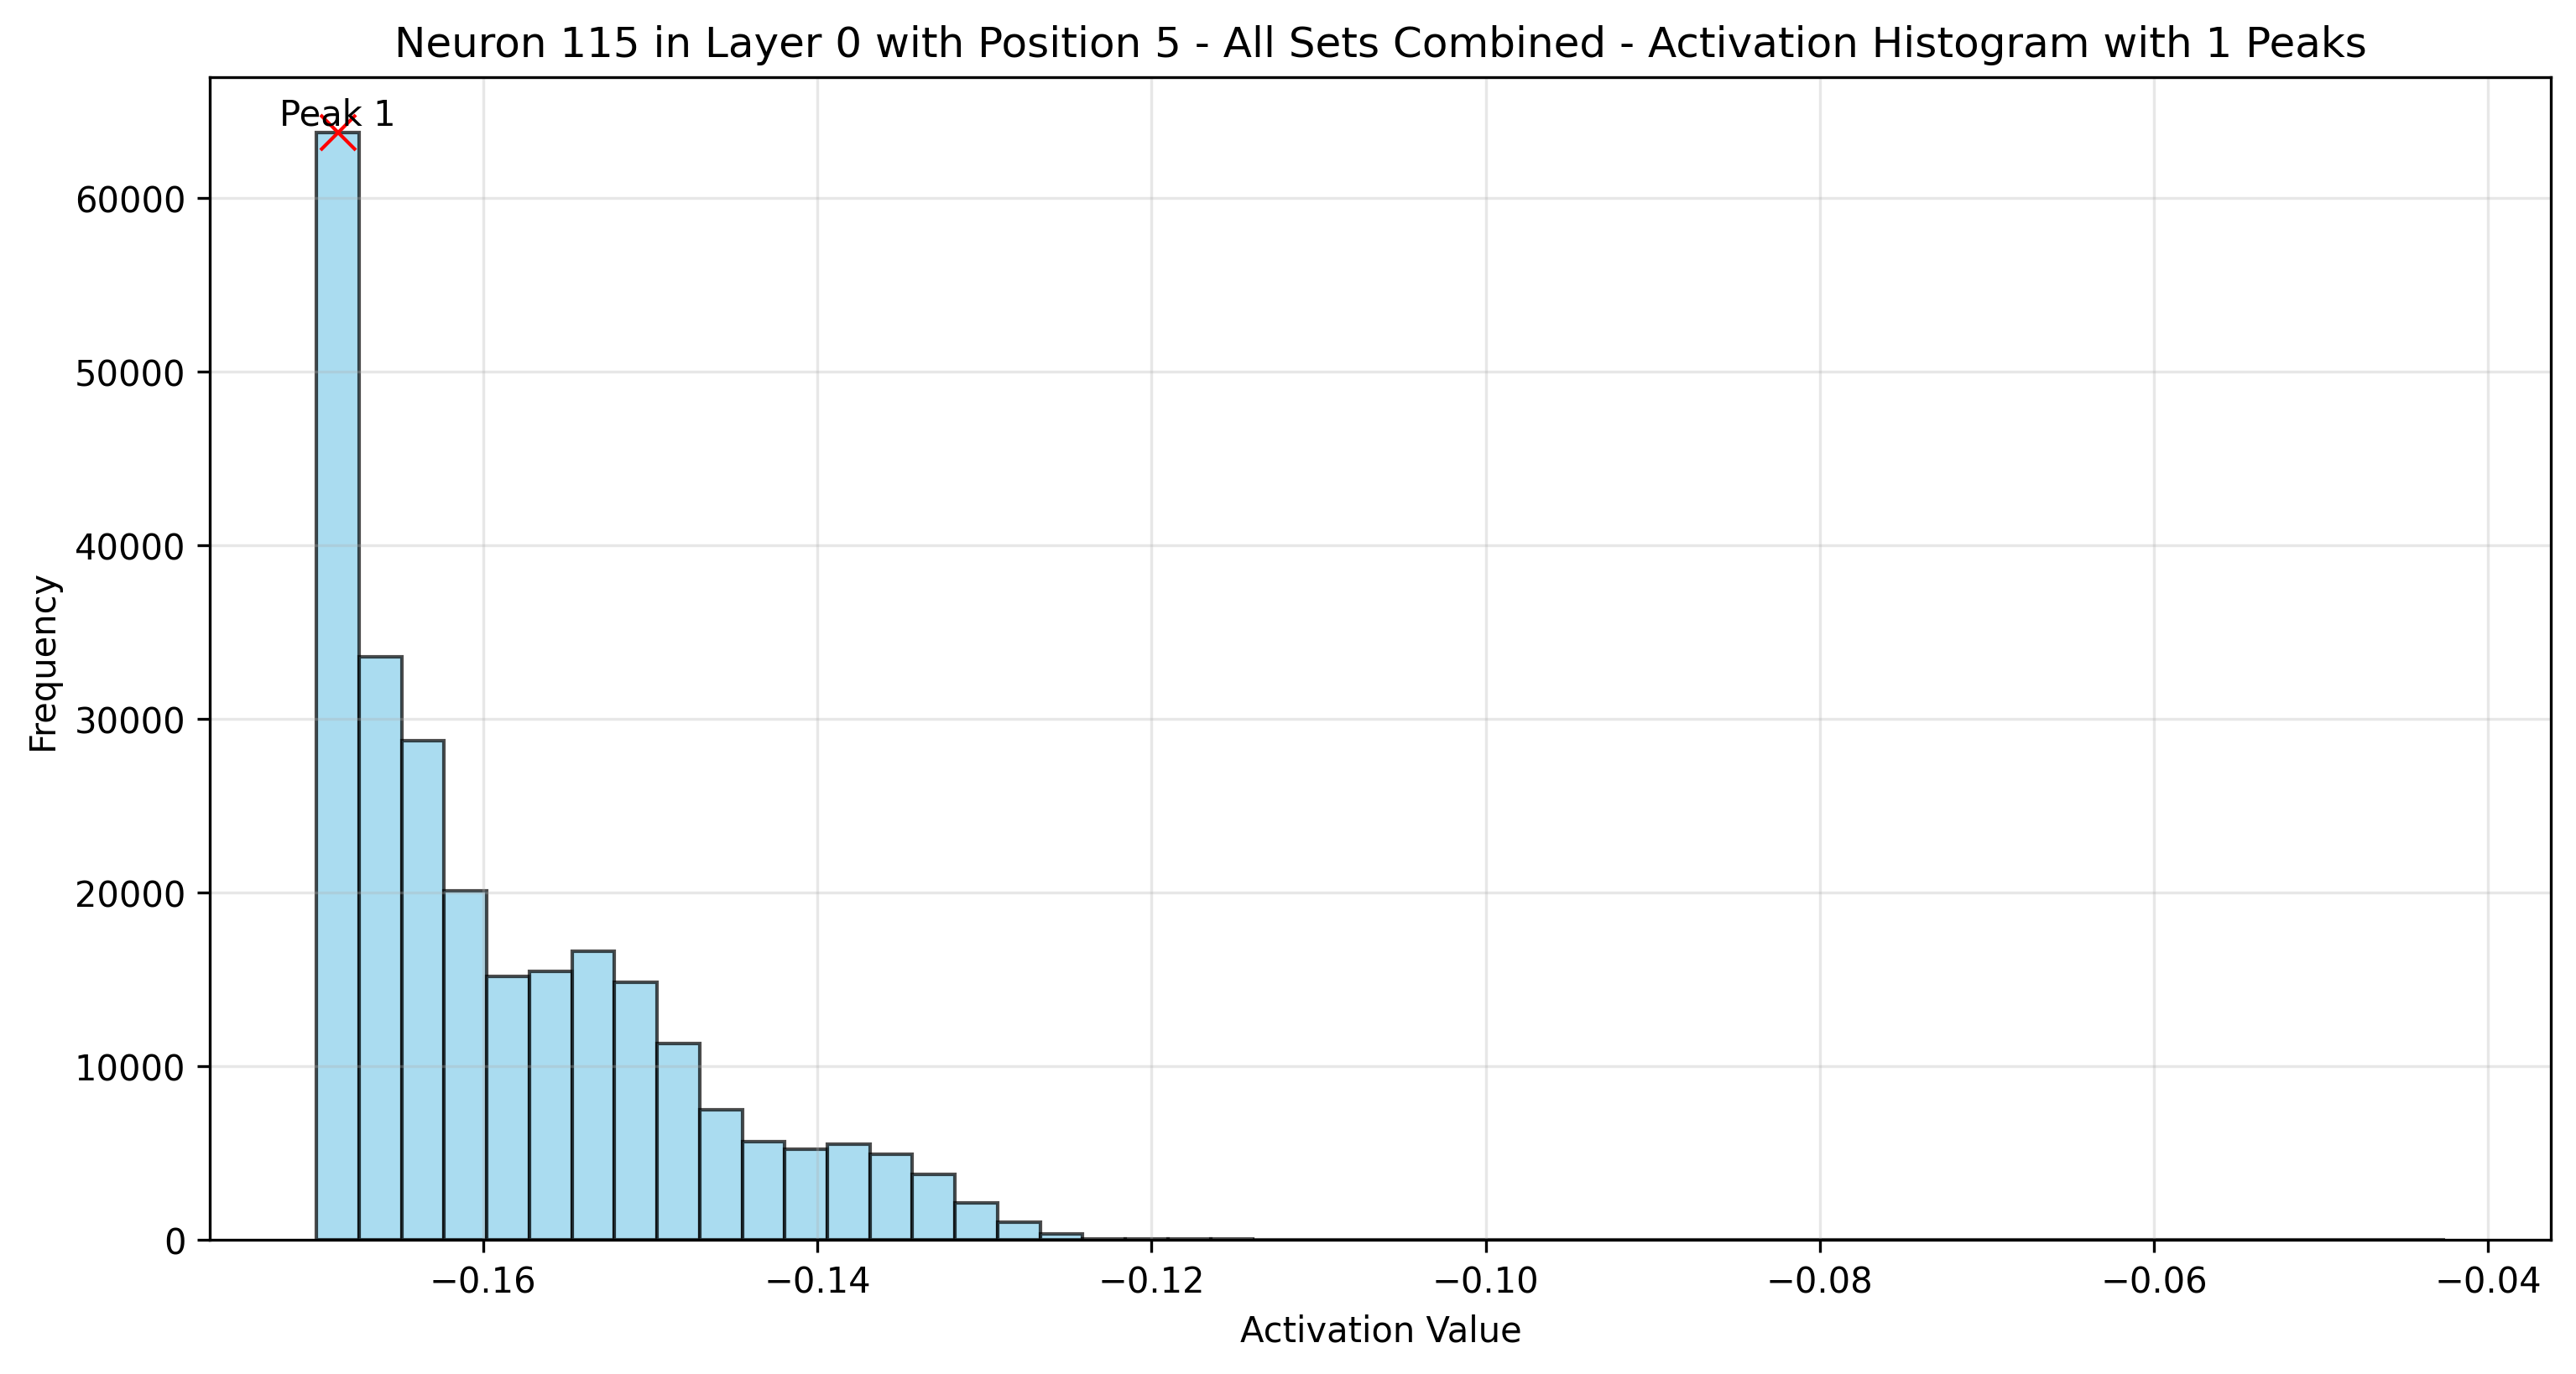 Neuron 115 in Layer 0 with Position 5 - All Sets Combined - Activation Histogram with 1 Peaks
Peak 1
60000
50000
40000
30000
20000
10000
0
Frequency
−0.16 −0.14 −0.12 −0.10 −0.08 −0.06 −0.04
Activation Value